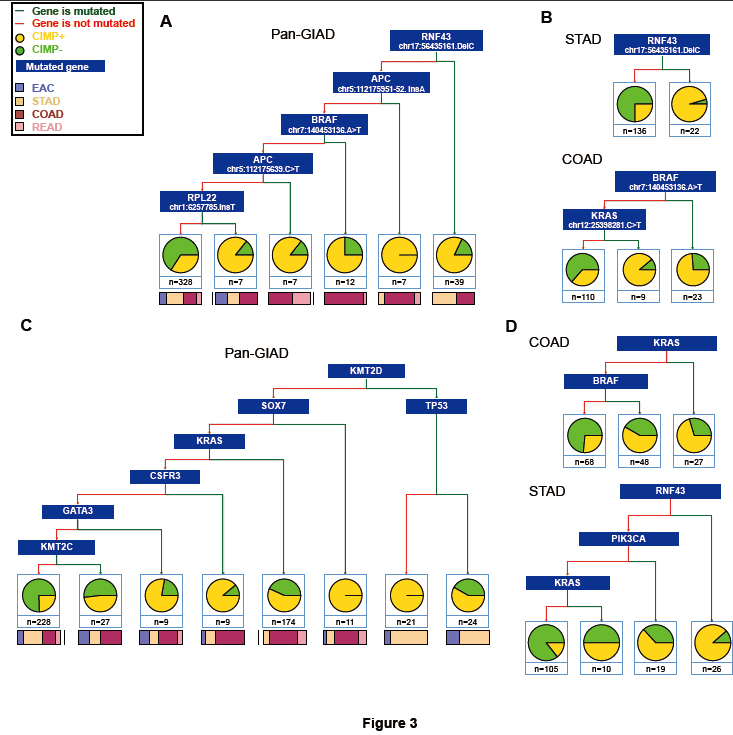 Gene is mutated
Gene is not mutated
CIMP+
CIMP-
Mutated gene
EAC
STAD
COAD
READ
A
Pan-GIAD
RNF43
chr17:56435161.DelC
APC
chr5:112175951-52. InsA
BRAF
chr7:140453136.A>T
APC
chr5:112175639.C>T
RPL22
chr1:6257785.InsT
n=328
n=7
n=7
n=12
n=7
n=39
B
STAD
RNF43
chr17:56435161.DelC
n=136
n=22
COAD
BRAF
chr7:140453136.A>T
KRAS
chr12:25398281.C>T
n=110
n=9
n=23
C
Pan-GIAD
KMT2D
SOX7
TP53
KRAS
CSFR3
GATA3
KMT2C
n=228
n=27
n=9
n=9
n=174
n=11
n=21
n=24
D
COAD
KRAS
BRAF
n=68
n=48
n=27
STAD
RNF43
PIK3CA
KRAS
n=105
n=10
n=19
n=26
Figure 3